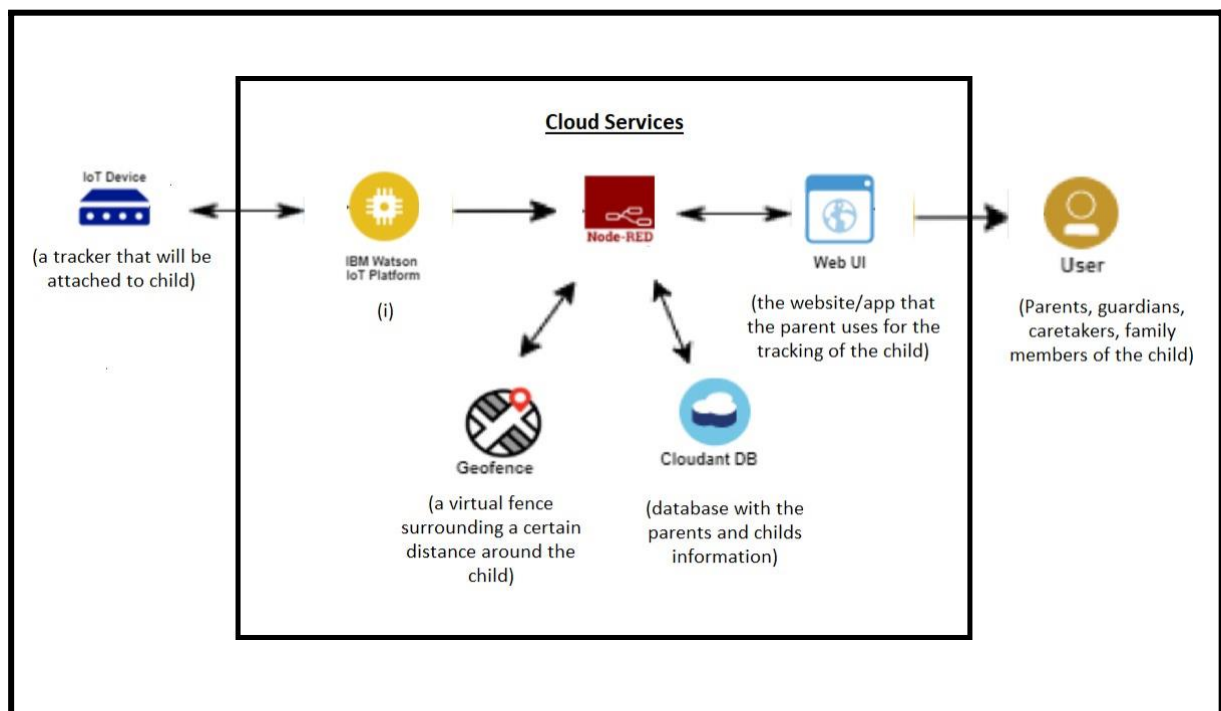 Cloud Services
IoT Device
(a tracker that will be
attached to child)
IBM Watson
IoT Platform
(i)
Node-RED
Web UI
(the website/app that
the parent uses for the
tracking of the child)
User
(Parents, guardians,
caretakers, family
members of the child)
Geofence
(a virtual fence
surrounding a certain
distance around the
child)
Cloudant DB
(database with the
parents and childs
information)